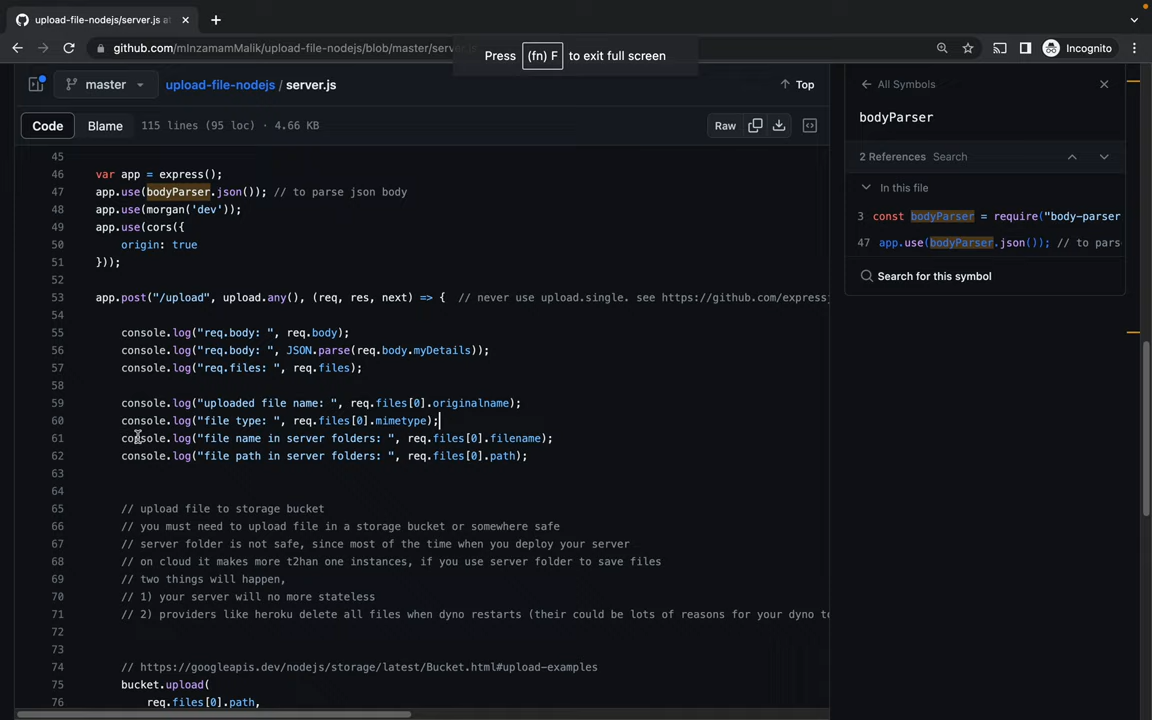 upload-file-nodejs/server.js at
github.com/mInzamamMalik/upload-file-nodejs/blob/master/serv
Incognito
Press (fn) F to exit full screen
master
upload-file-nodejs / server.js
Top
All Symbols
Code
Blame
115 lines (95 loc) · 4.66 KB
Raw
bodyParser
2 References Search
In this file
3 const bodyParser = require("body-parser
47 app.use(bodyParser.json()); // to pars
Search for this symbol
45
46 var app = express();
47 app.use(bodyParser.json()); // to parse json body
48 app.use(morgan('dev'));
49 app.use(cors({
50 origin: true
51 }));
52
53 app.post("/upload", upload.any(), (req, res, next) => { // never use upload.single. see https://github.com/expressj
54
55 console.log("req.body: ", req.body);
56 console.log("req.body: ", JSON.parse(req.body.myDetails));
57 console.log("req.files: ", req.files);
58
59 console.log("uploaded file name: ", req.files[0].originalname);
60 console.log("file type: ", req.files[0].mimetype);
61 console.log("file name in server folders: ", req.files[0].filename);
62 console.log("file path in server folders: ", req.files[0].path);
63
64
65 // upload file to storage bucket
66 // you must need to upload file in a storage bucket or somewhere safe
67 // server folder is not safe, since most of the time when you deploy your server
68 // on cloud it makes more t2han one instances, if you use server folder to save files
69 // two things will happen,
70 // 1) your server will no more stateless
71 // 2) providers like heroku delete all files when dyno restarts (their could be lots of reasons for your dyno t
72
73
74 // https://googleapis.dev/nodejs/storage/latest/Bucket.html#upload-examples
75 bucket.upload(
76 req.files[0].path,